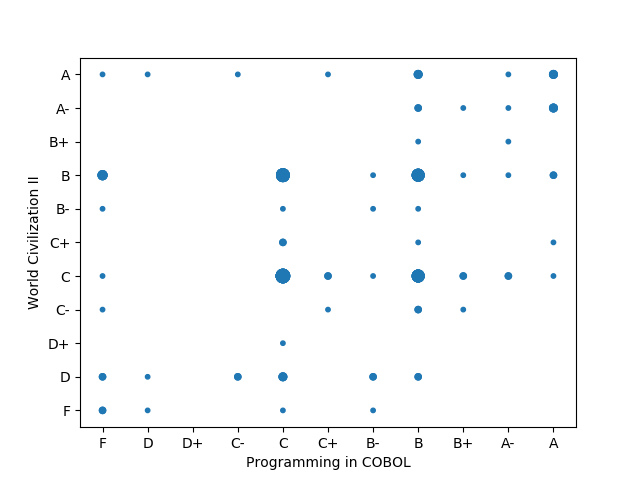 A
A-
B+
B
B-
C+
C
C-
D+
D
F
World Civilization II
F D D+ C- C C+ B- B B+ A- A
Programming in COBOL